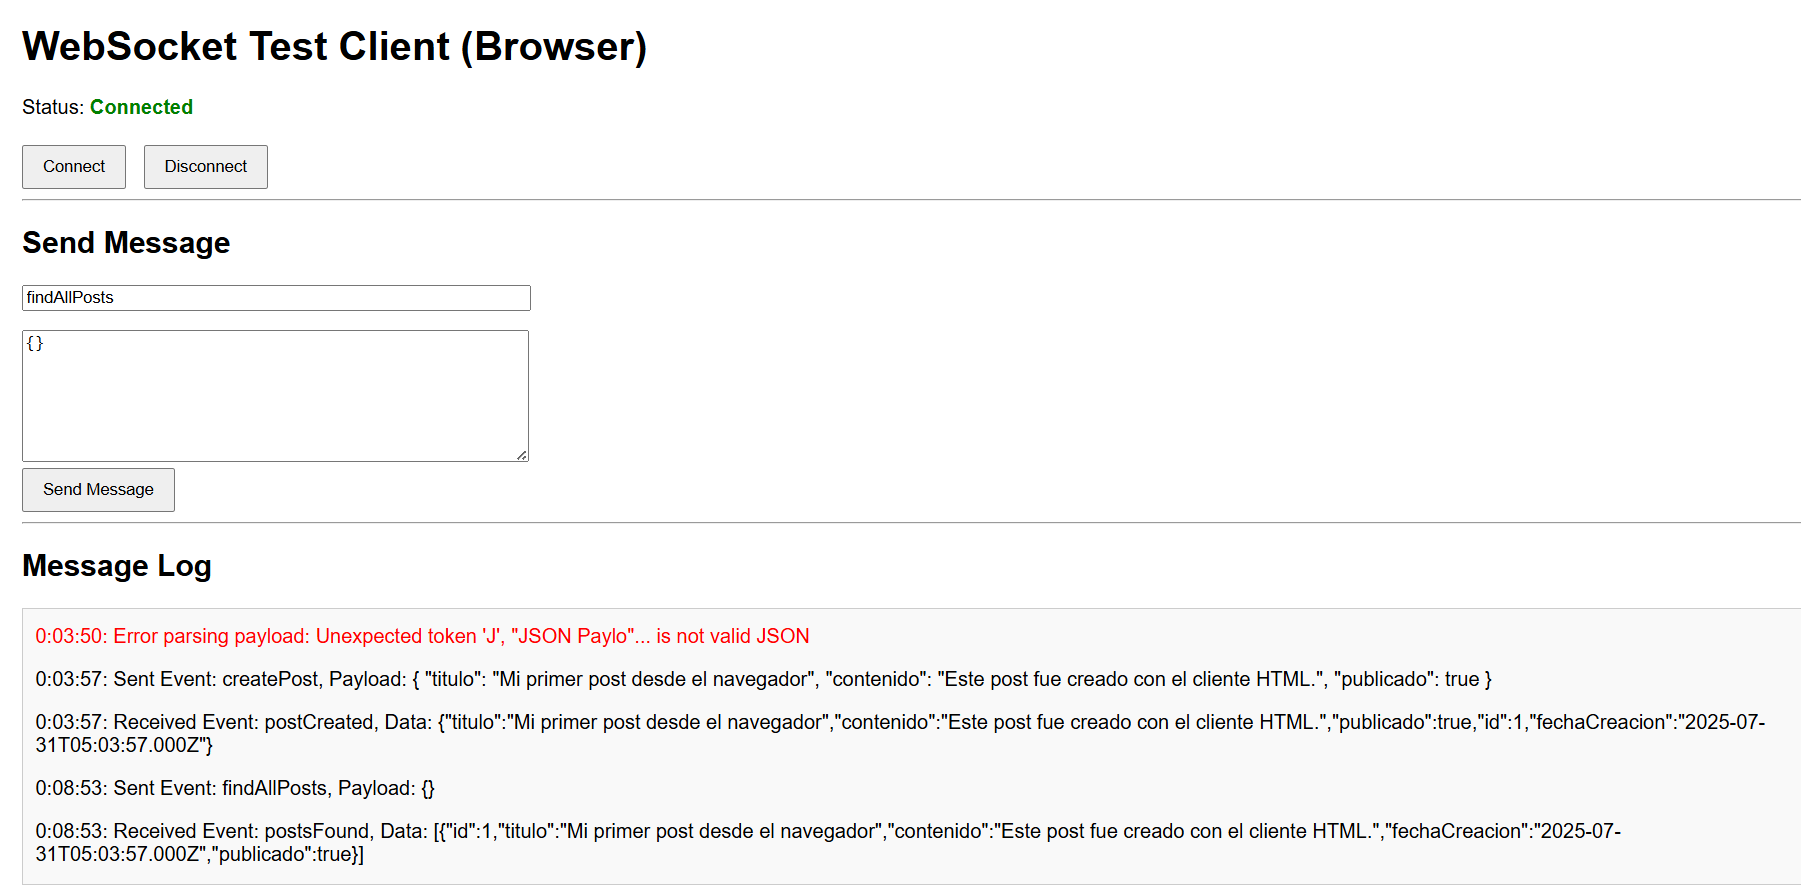 WebSocket Test Client (Browser)
Status: Connected
Connect Disconnect
Send Message
findAllPosts
{}
Send Message
Message Log
0:03:50: Error parsing payload: Unexpected token 'J', "JSON Paylo"... is not valid JSON
0:03:57: Sent Event: createPost, Payload: { "titulo": "Mi primer post desde el navegador", "contenido": "Este post fue creado con el cliente HTML.", "publicado": true }
0:03:57: Received Event: postCreated, Data: {"titulo":"Mi primer post desde el navegador","contenido":"Este post fue creado con el cliente HTML.","publicado":true,"id":1,"fechaCreacion":"2025-07-
31T05:03:57.000Z"}
0:08:53: Sent Event: findAllPosts, Payload: {}
0:08:53: Received Event: postsFound, Data: [{"id":1,"titulo":"Mi primer post desde el navegador","contenido":"Este post fue creado con el cliente HTML.","fechaCreacion":"2025-07-
31T05:03:57.000Z","publicado":true}]